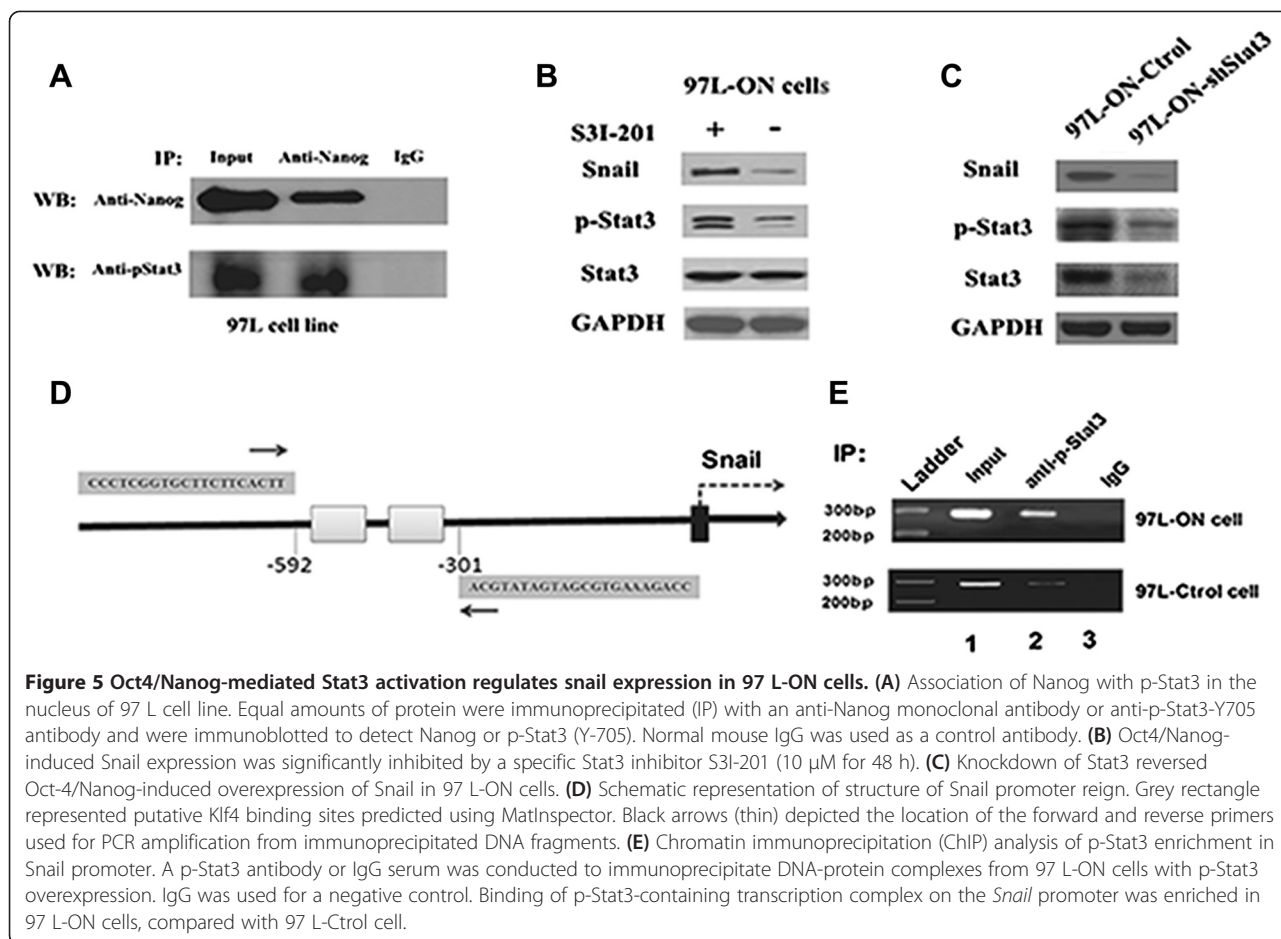 A
IP: Input Anti-Nanog IgG
WB: Anti-Nanog
WB: Anti-pStat3
97L cell line
B
97L-ON cells
S3I-201 + -
Snail
p-Stat3
Stat3
GAPDH
C
97L-ON-Ctrol 97L-ON-shStat3
Snail
p-Stat3
Stat3
GAPDH
D
CCCTCGGTGCTTCTTCACTT
Snail
-592
-301
ACGTATAGTAGCGTGAAAGACC
E
IP: Ladder Input anti-p-Stat3 IgG
300bp
200bp
97L-ON cell
300bp
200bp
97L-Ctrol cell
1 2 3
Figure 5 Oct4/Nanog-mediated Stat3 activation regulates snail expression in 97 L-ON cells. (A) Association of Nanog with p-Stat3 in the
nucleus of 97 L cell line. Equal amounts of protein were immunoprecipitated (IP) with an anti-Nanog monoclonal antibody or anti-p-Stat3-Y705
antibody and were immunoblotted to detect Nanog or p-Stat3 (Y-705). Normal mouse IgG was used as a control antibody. (B) Oct4/Nanog-
induced Snail expression was significantly inhibited by a specific Stat3 inhibitor S3I-201 (10 μM for 48 h). (C) Knockdown of Stat3 reversed
Oct-4/Nanog-induced overexpression of Snail in 97 L-ON cells. (D) Schematic representation of structure of Snail promoter reign. Grey rectangle
represented putative Klf4 binding sites predicted using MatInspector. Black arrows (thin) depicted the location of the forward and reverse primers
used for PCR amplification from immunoprecipitated DNA fragments. (E) Chromatin immunoprecipitation (ChIP) analysis of p-Stat3 enrichment in
Snail promoter. A p-Stat3 antibody or IgG serum was conducted to immunoprecipitate DNA-protein complexes from 97 L-ON cells with p-Stat3
overexpression. IgG was used for a negative control. Binding of p-Stat3-containing transcription complex on the Snail promoter was enriched in
97 L-ON cells, compared with 97 L-Ctrol cell.